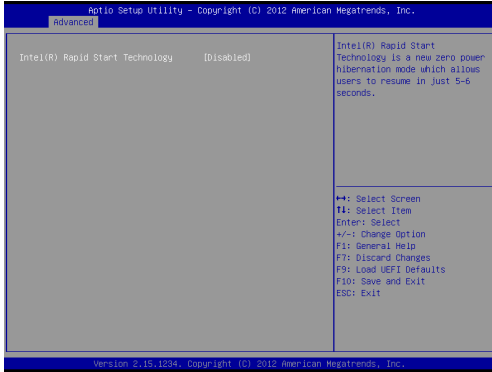 Aptio Setup Utility – Copyright (C) 2012 American Megatrends, Inc.
Advanced
Intel(R) Rapid Start Technology [Disabled]
Intel(R) Rapid Start
Technology is a new zero power
hibernation mode which allows
users to resume in just 5-6
seconds.
↔: Select Screen
↑↓: Select Item
Enter: Select
+/-: Change Option
F1: General Help
F7: Discard Changes
F9: Load UEFI Defaults
F10: Save and Exit
ESC: Exit
Version 2.15.1234. Copyright (C) 2012 American Megatrends, Inc.